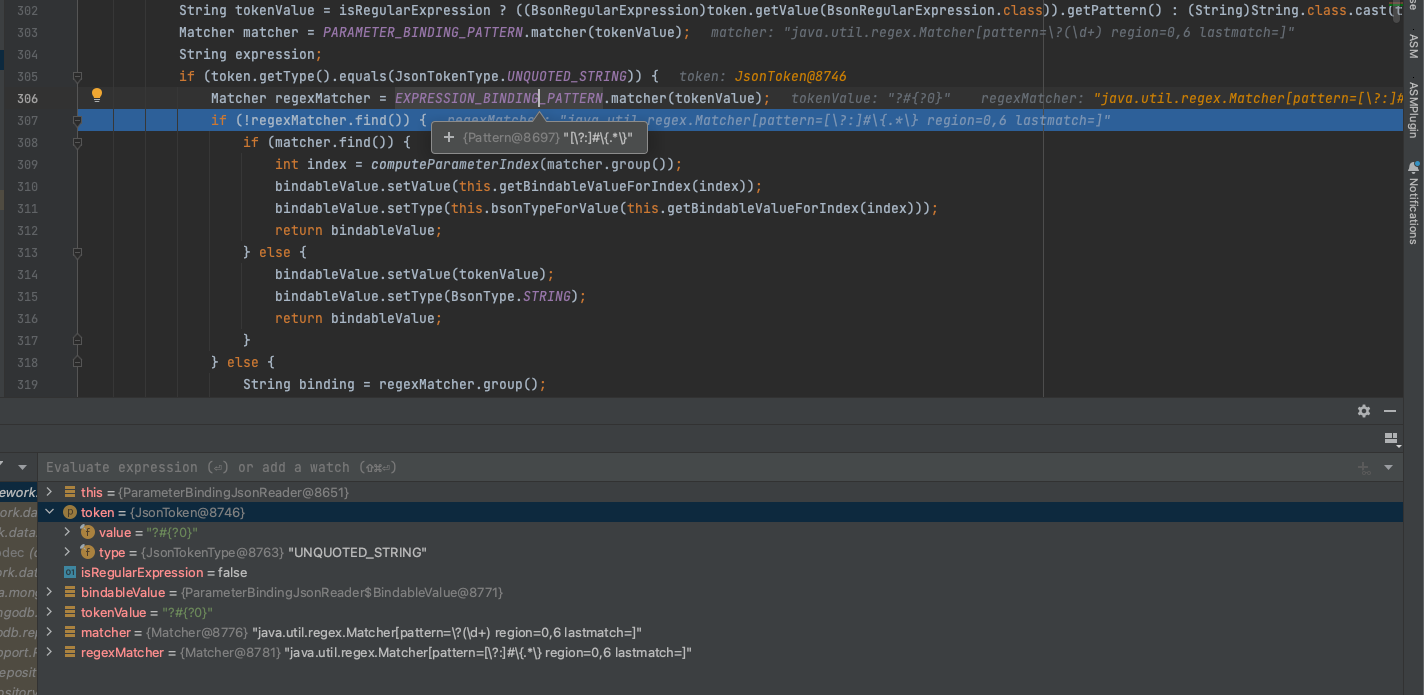 302 String tokenValue = isRegularExpression ? ((BsonRegularExpression)token.getValue(BsonRegularExpression.class)).getPattern() : (String)String.class.cast(t
303 Matcher matcher = PARAMETER_BINDING_PATTERN.matcher(tokenValue); matcher: "java.util.regex.Matcher[pattern=\?(\d+) region=0,6 lastmatch=]"
304 String expression;
305 if (token.getType().equals(JsonTokenType.UNQUOTED_STRING)) { token: JsonToken@8746
306 Matcher regexMatcher = EXPRESSION_BINDING_PATTERN.matcher(tokenValue); tokenValue: "?#{?0}" regexMatcher: "java.util.regex.Matcher[pattern=[\?:]#
307 if (!regexMatcher.find()) { regexMatcher: "java.util.regex.Matcher[pattern=[\?:]#\{.*\} region=0,6 lastmatch=]"
+ {Pattern@8697} "[\?:]#\{.*\}"
308 if (matcher.find()) {
309 int index = computeParameterIndex(matcher.group());
310 bindableValue.setValue(this.getBindableValueForIndex(index));
311 bindableValue.setType(this.bsonTypeForValue(this.getBindableValueForIndex(index)));
312 return bindableValue;
313 } else {
314 bindableValue.setValue(tokenValue);
315 bindableValue.setType(BsonType.STRING);
316 return bindableValue;
317 }
318 } else {
319 String binding = regexMatcher.group();
se
ASM
ASMPlugin
Notifications
Evaluate expression (⏎) or add a watch (⇧⌘⏎)
ework.
ork.da
k.data
odec (
ork.dat
a.mong
ngodb.
odb.rep
pport.R
reposit
ository
this = {ParameterBindingJsonReader@8651}
token = {JsonToken@8746}
value = "?#{?0}"
type = {JsonTokenType@8763} "UNQUOTED_STRING"
isRegularExpression = false
bindableValue = {ParameterBindingJsonReader$BindableValue@8771}
tokenValue = "?#{?0}"
matcher = {Matcher@8776} "java.util.regex.Matcher[pattern=\?(\d+) region=0,6 lastmatch=]"
regexMatcher = {Matcher@8781} "java.util.regex.Matcher[pattern=[\?:]#\{.*\} region=0,6 lastmatch=]"